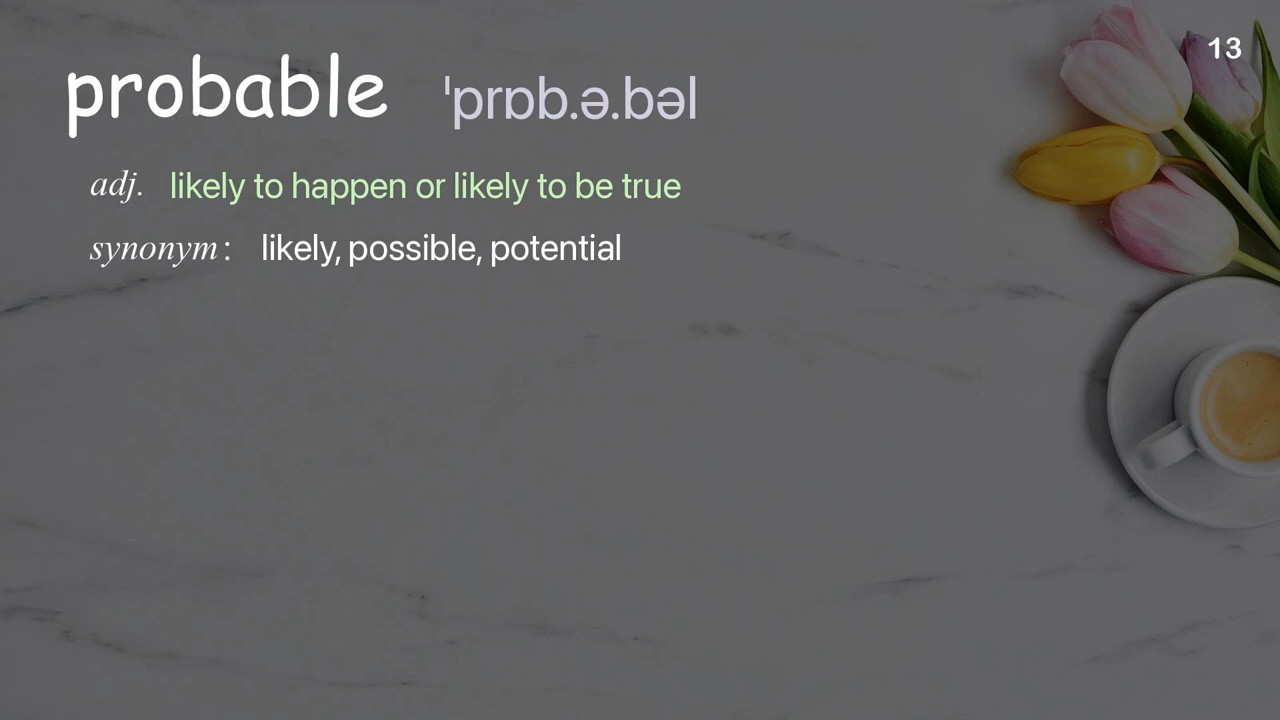 13
probable ˈprɒb.ə.bəl
adj. likely to happen or likely to be true
synonym: likely, possible, potential